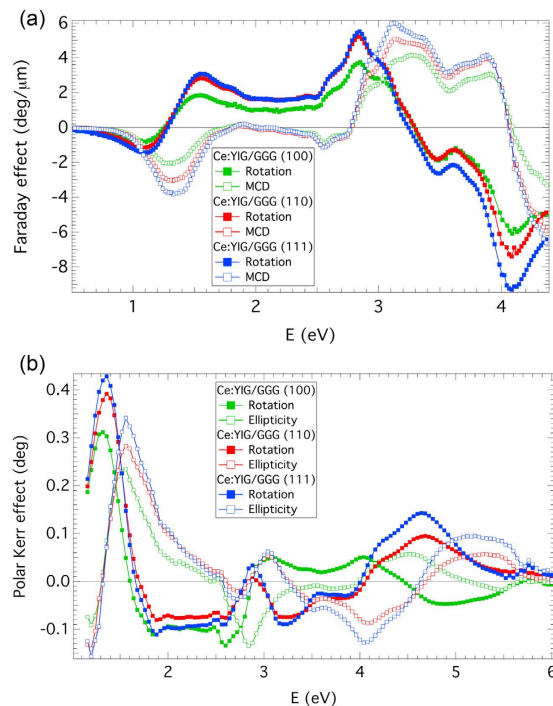 (a)
6
4
2
0
-2
-4
-6
-8
Faraday effect (deg/μm)
Ce:YIG/GGG (100)
Rotation
MCD
Ce:YIG/GGG (110)
Rotation
MCD
Ce:YIG/GGG (111)
Rotation
MCD
1 2 3 4
E (eV)
(b)
0.4
0.3
0.2
0.1
0.0
-0.1
Polar Kerr effect (deg)
Ce:YIG/GGG (100)
Rotation
Ellipticity
Ce:YIG/GGG (110)
Rotation
Ellipticity
Ce:YIG/GGG (111)
Rotation
Ellipticity
2 3 4 5 6
E (eV)